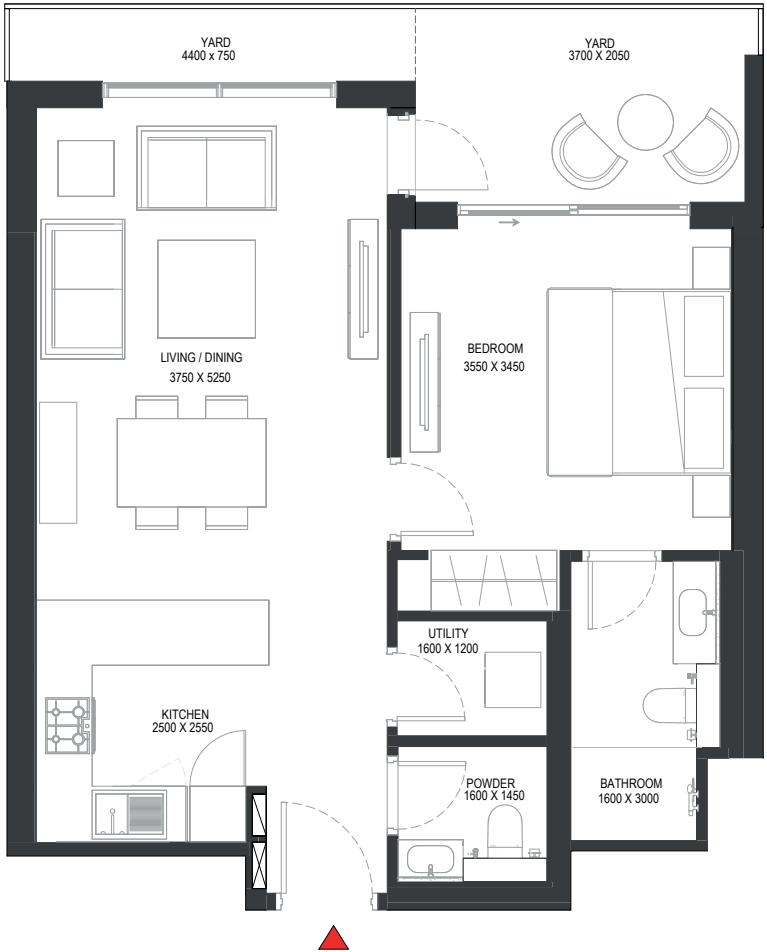 YARD
4400 x 750
YARD
3700 X 2050
LIVING / DINING
3750 X 5250
BEDROOM
3550 X 3450
UTILITY
1600 X 1200
KITCHEN
2500 X 2550
POWDER
1600 X 1450
BATHROOM
1600 X 3000